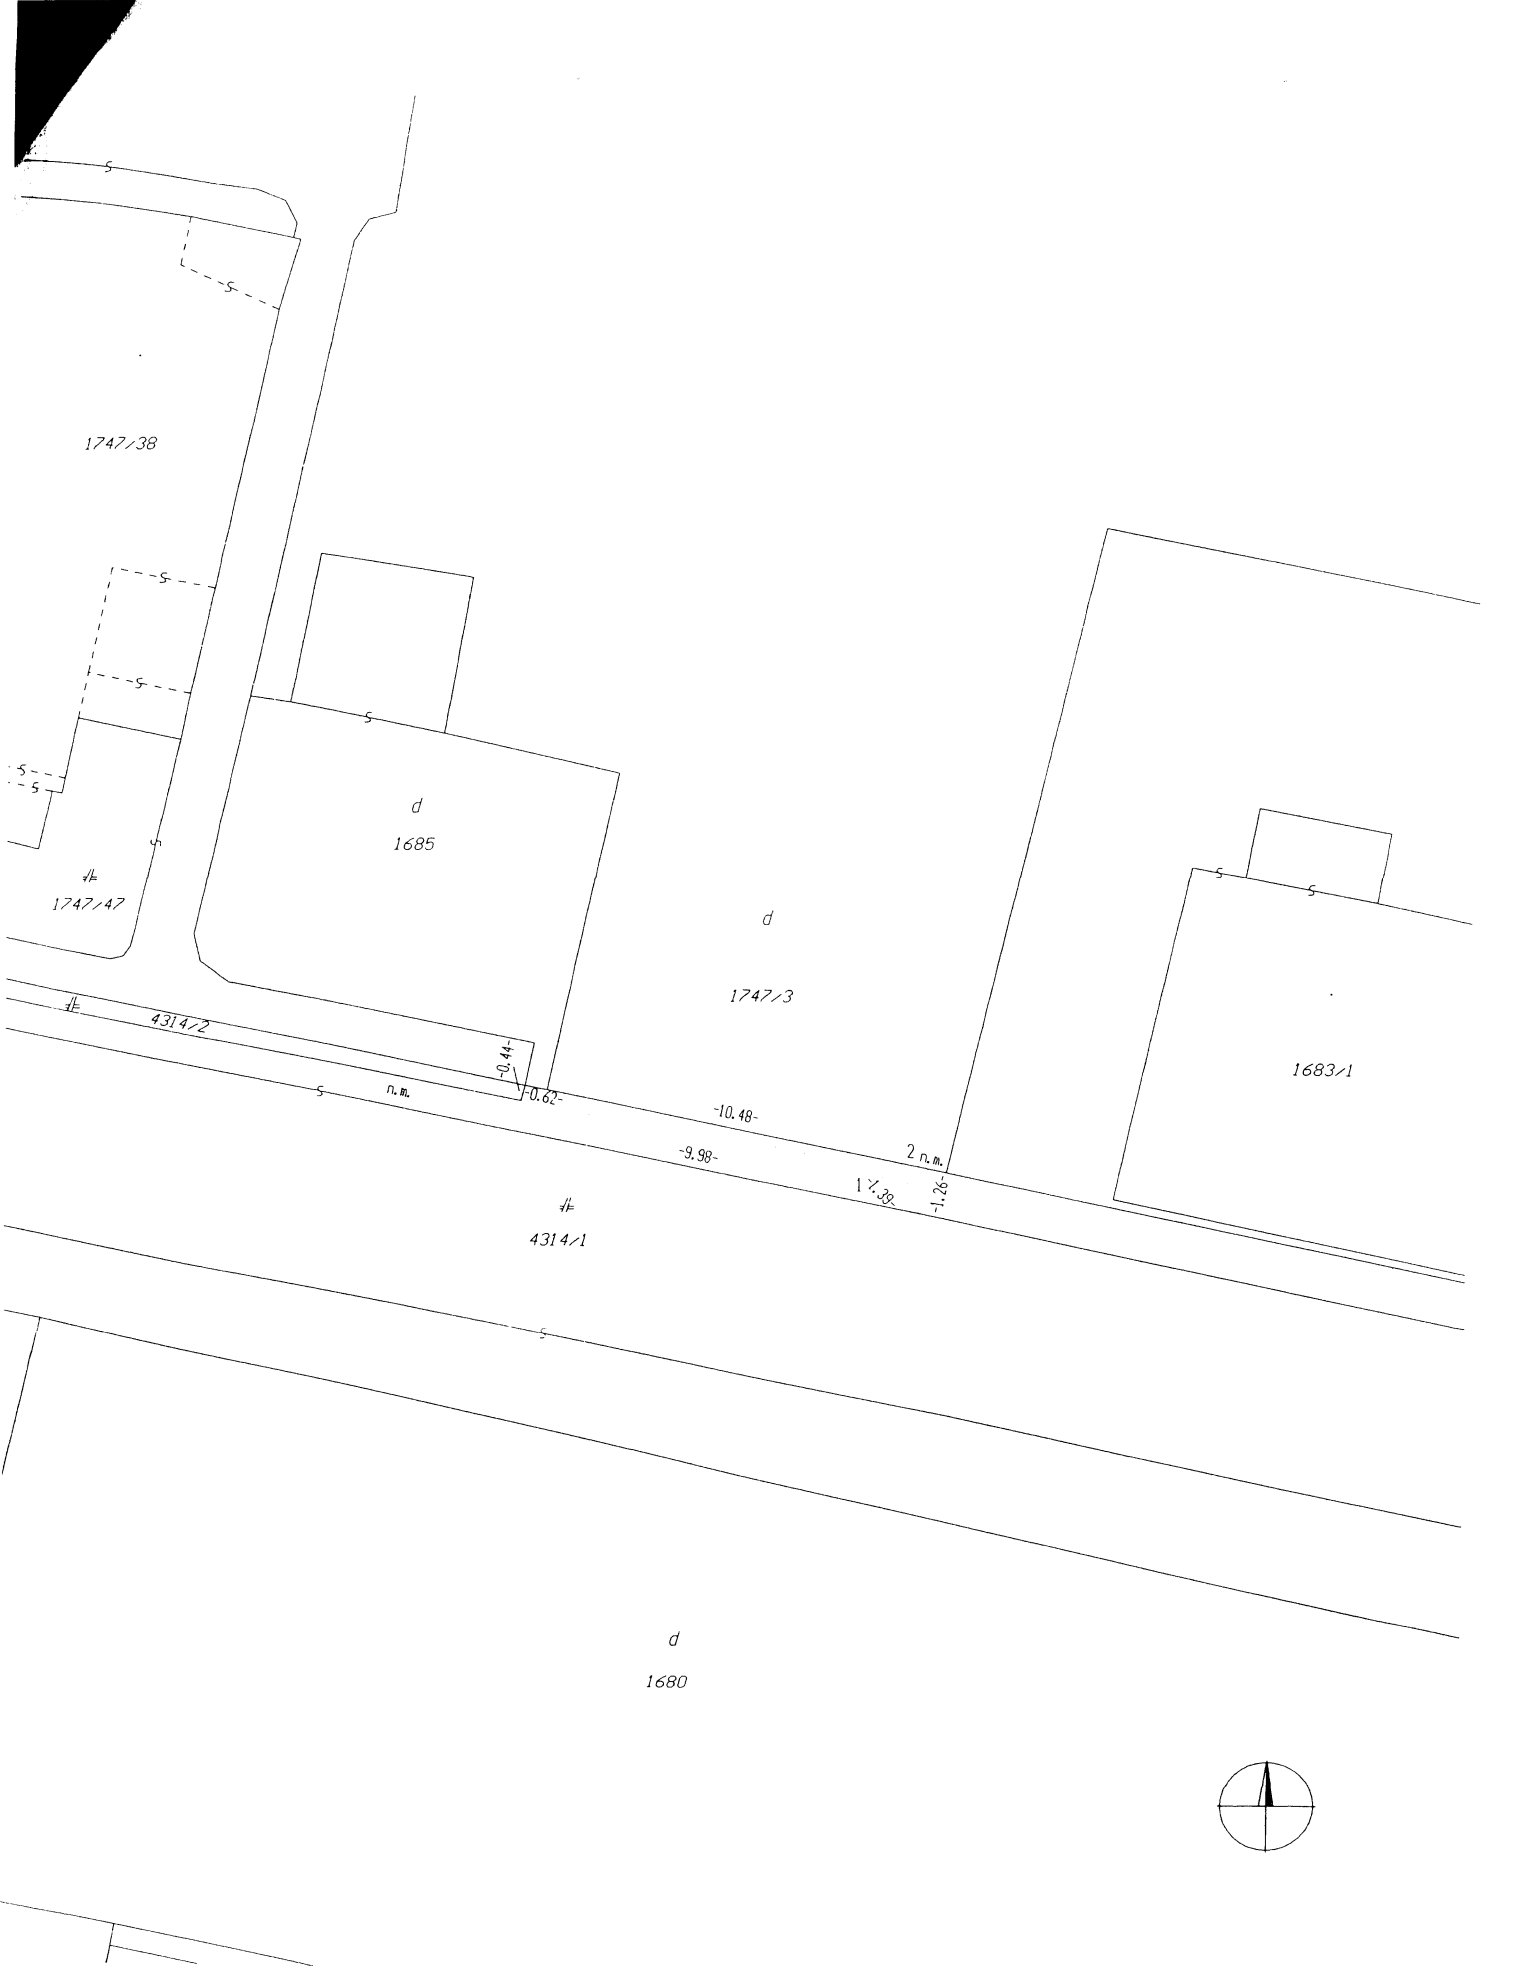 1747/38
d
1685
1747/47
d
1747/3
1683/1
4314/2
-0.44-
n.m.
-0.62-
-10.48-
-9.98-
2 n.m.
-1.26-
4314/1
d
1680